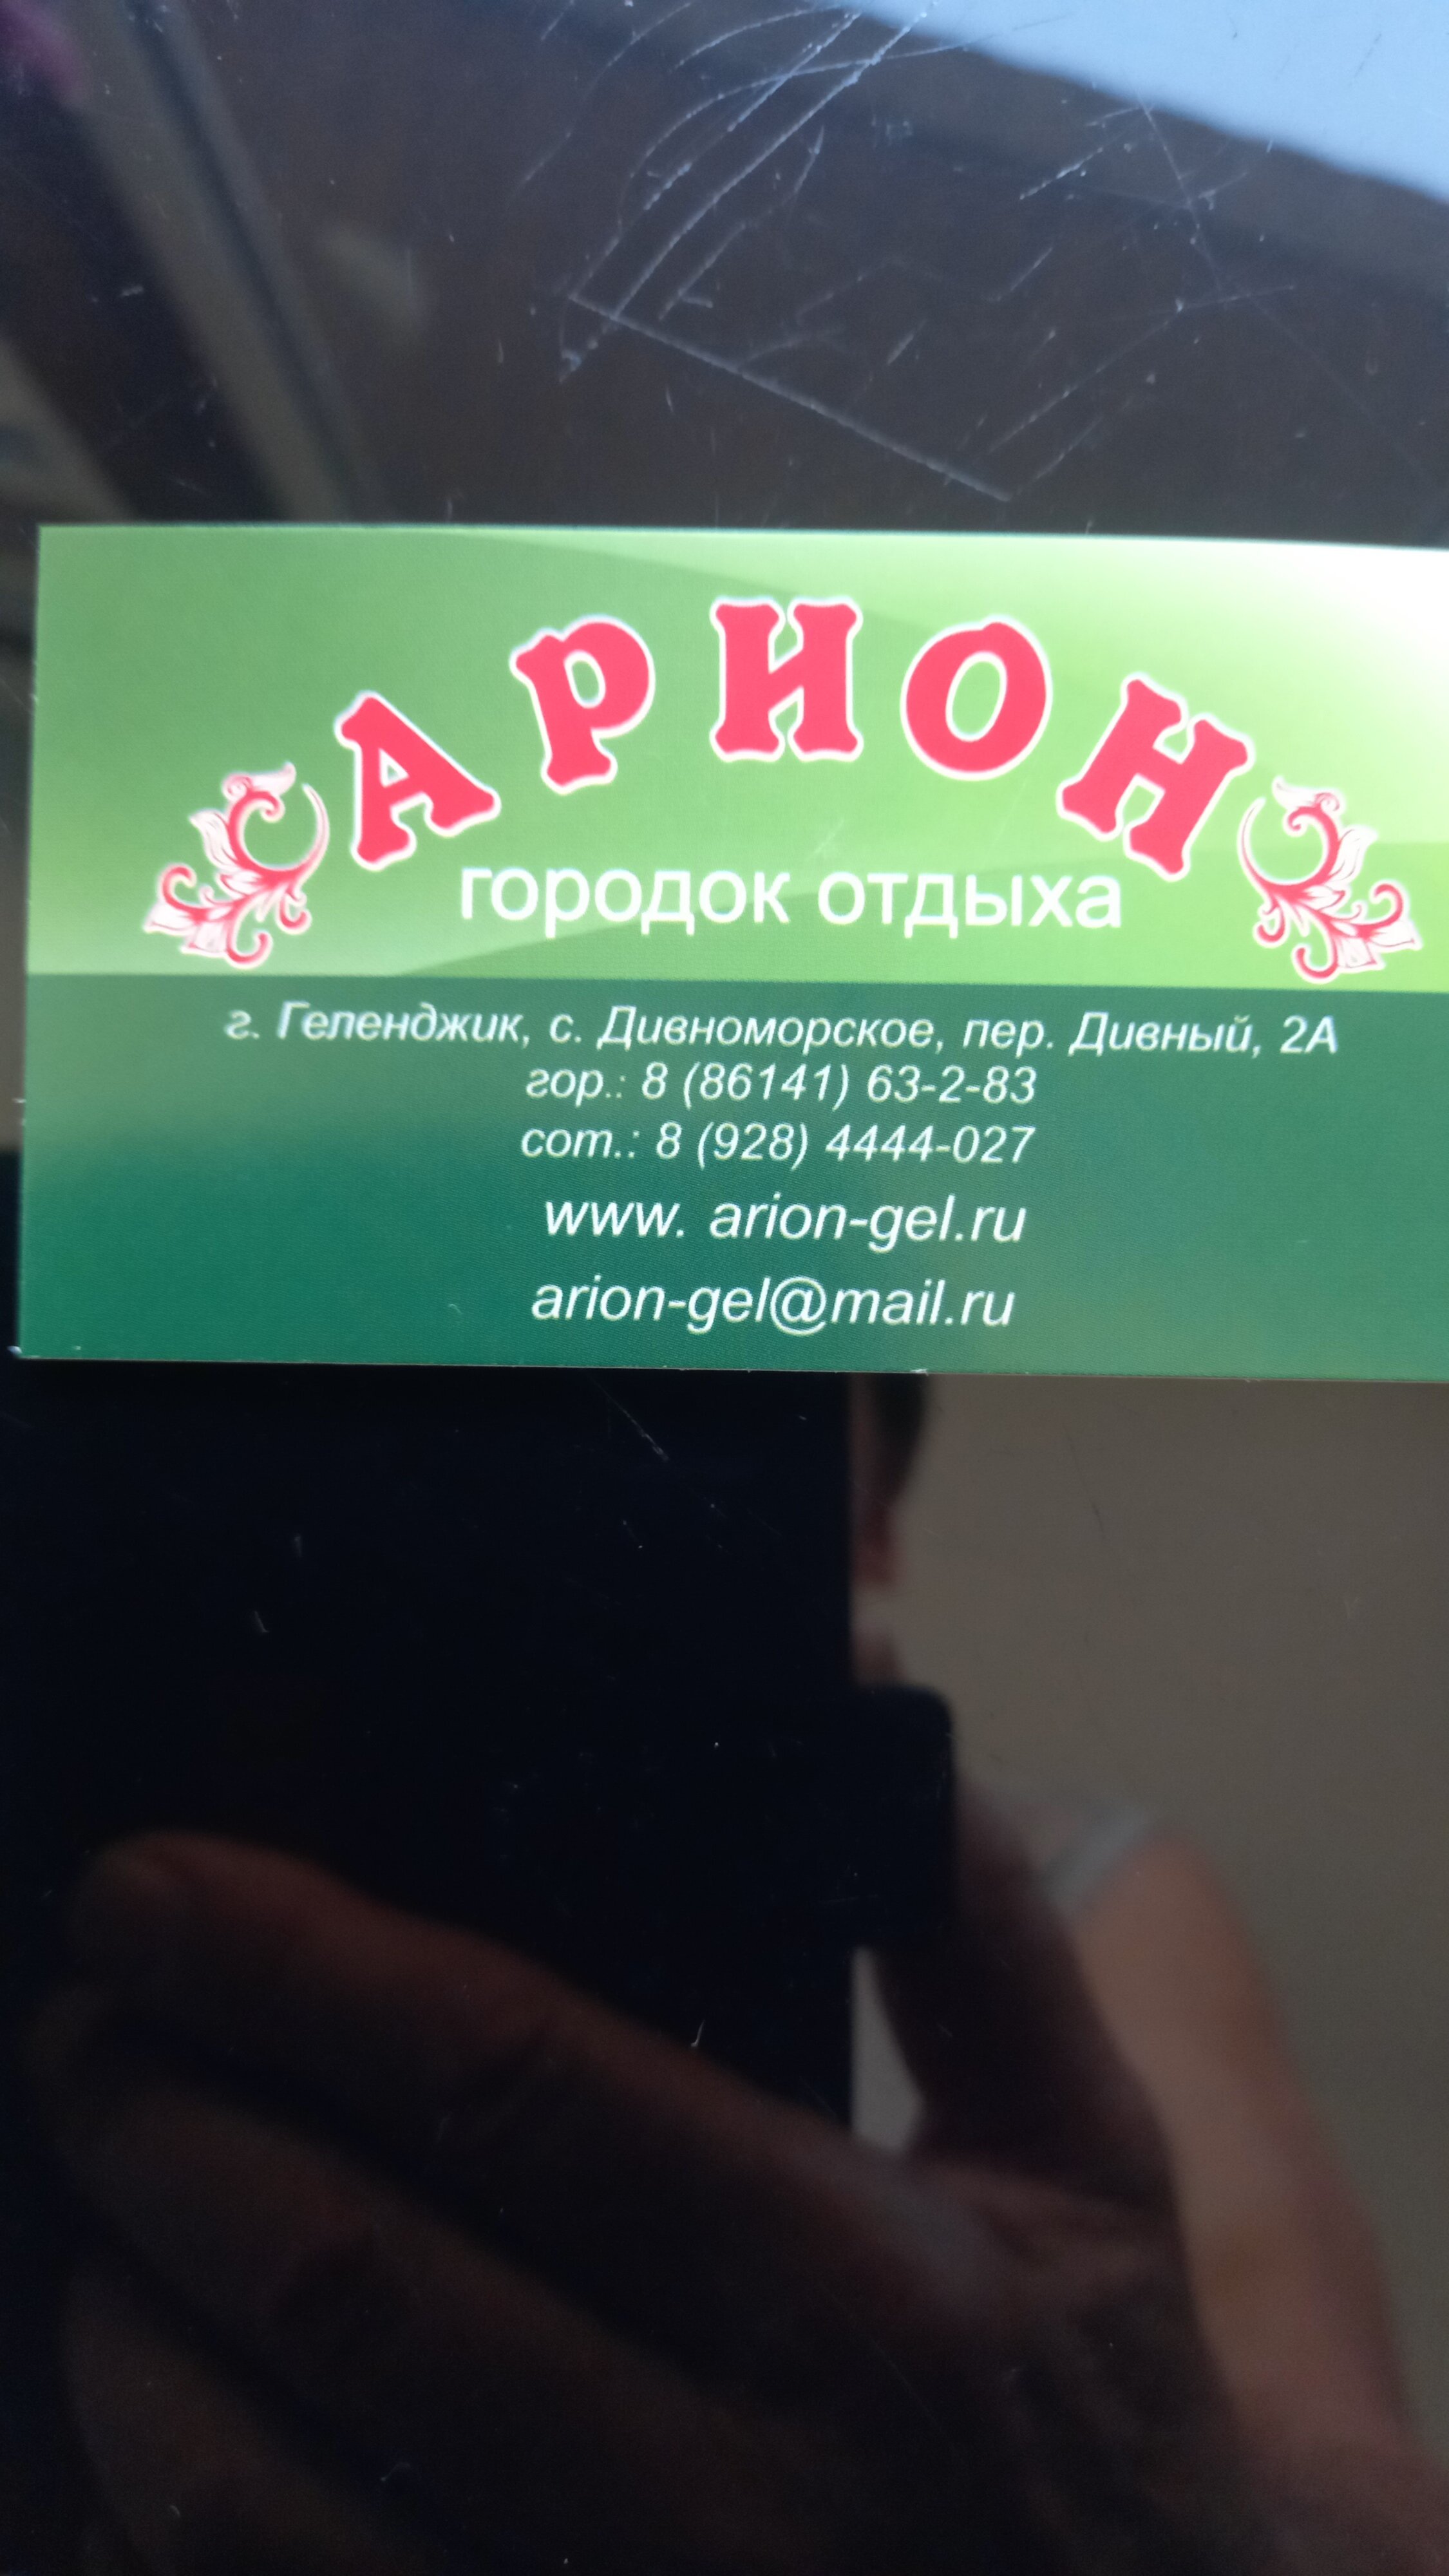 АРИОН
городок отдыха
г. Геленджик, с. Дивноморское, пер. Дивный, 2А
гор.: 8 (86141) 63-2-83
сот.: 8 (928) 4444-027
www. arion-gel.ru
arion-gel@mail.ru